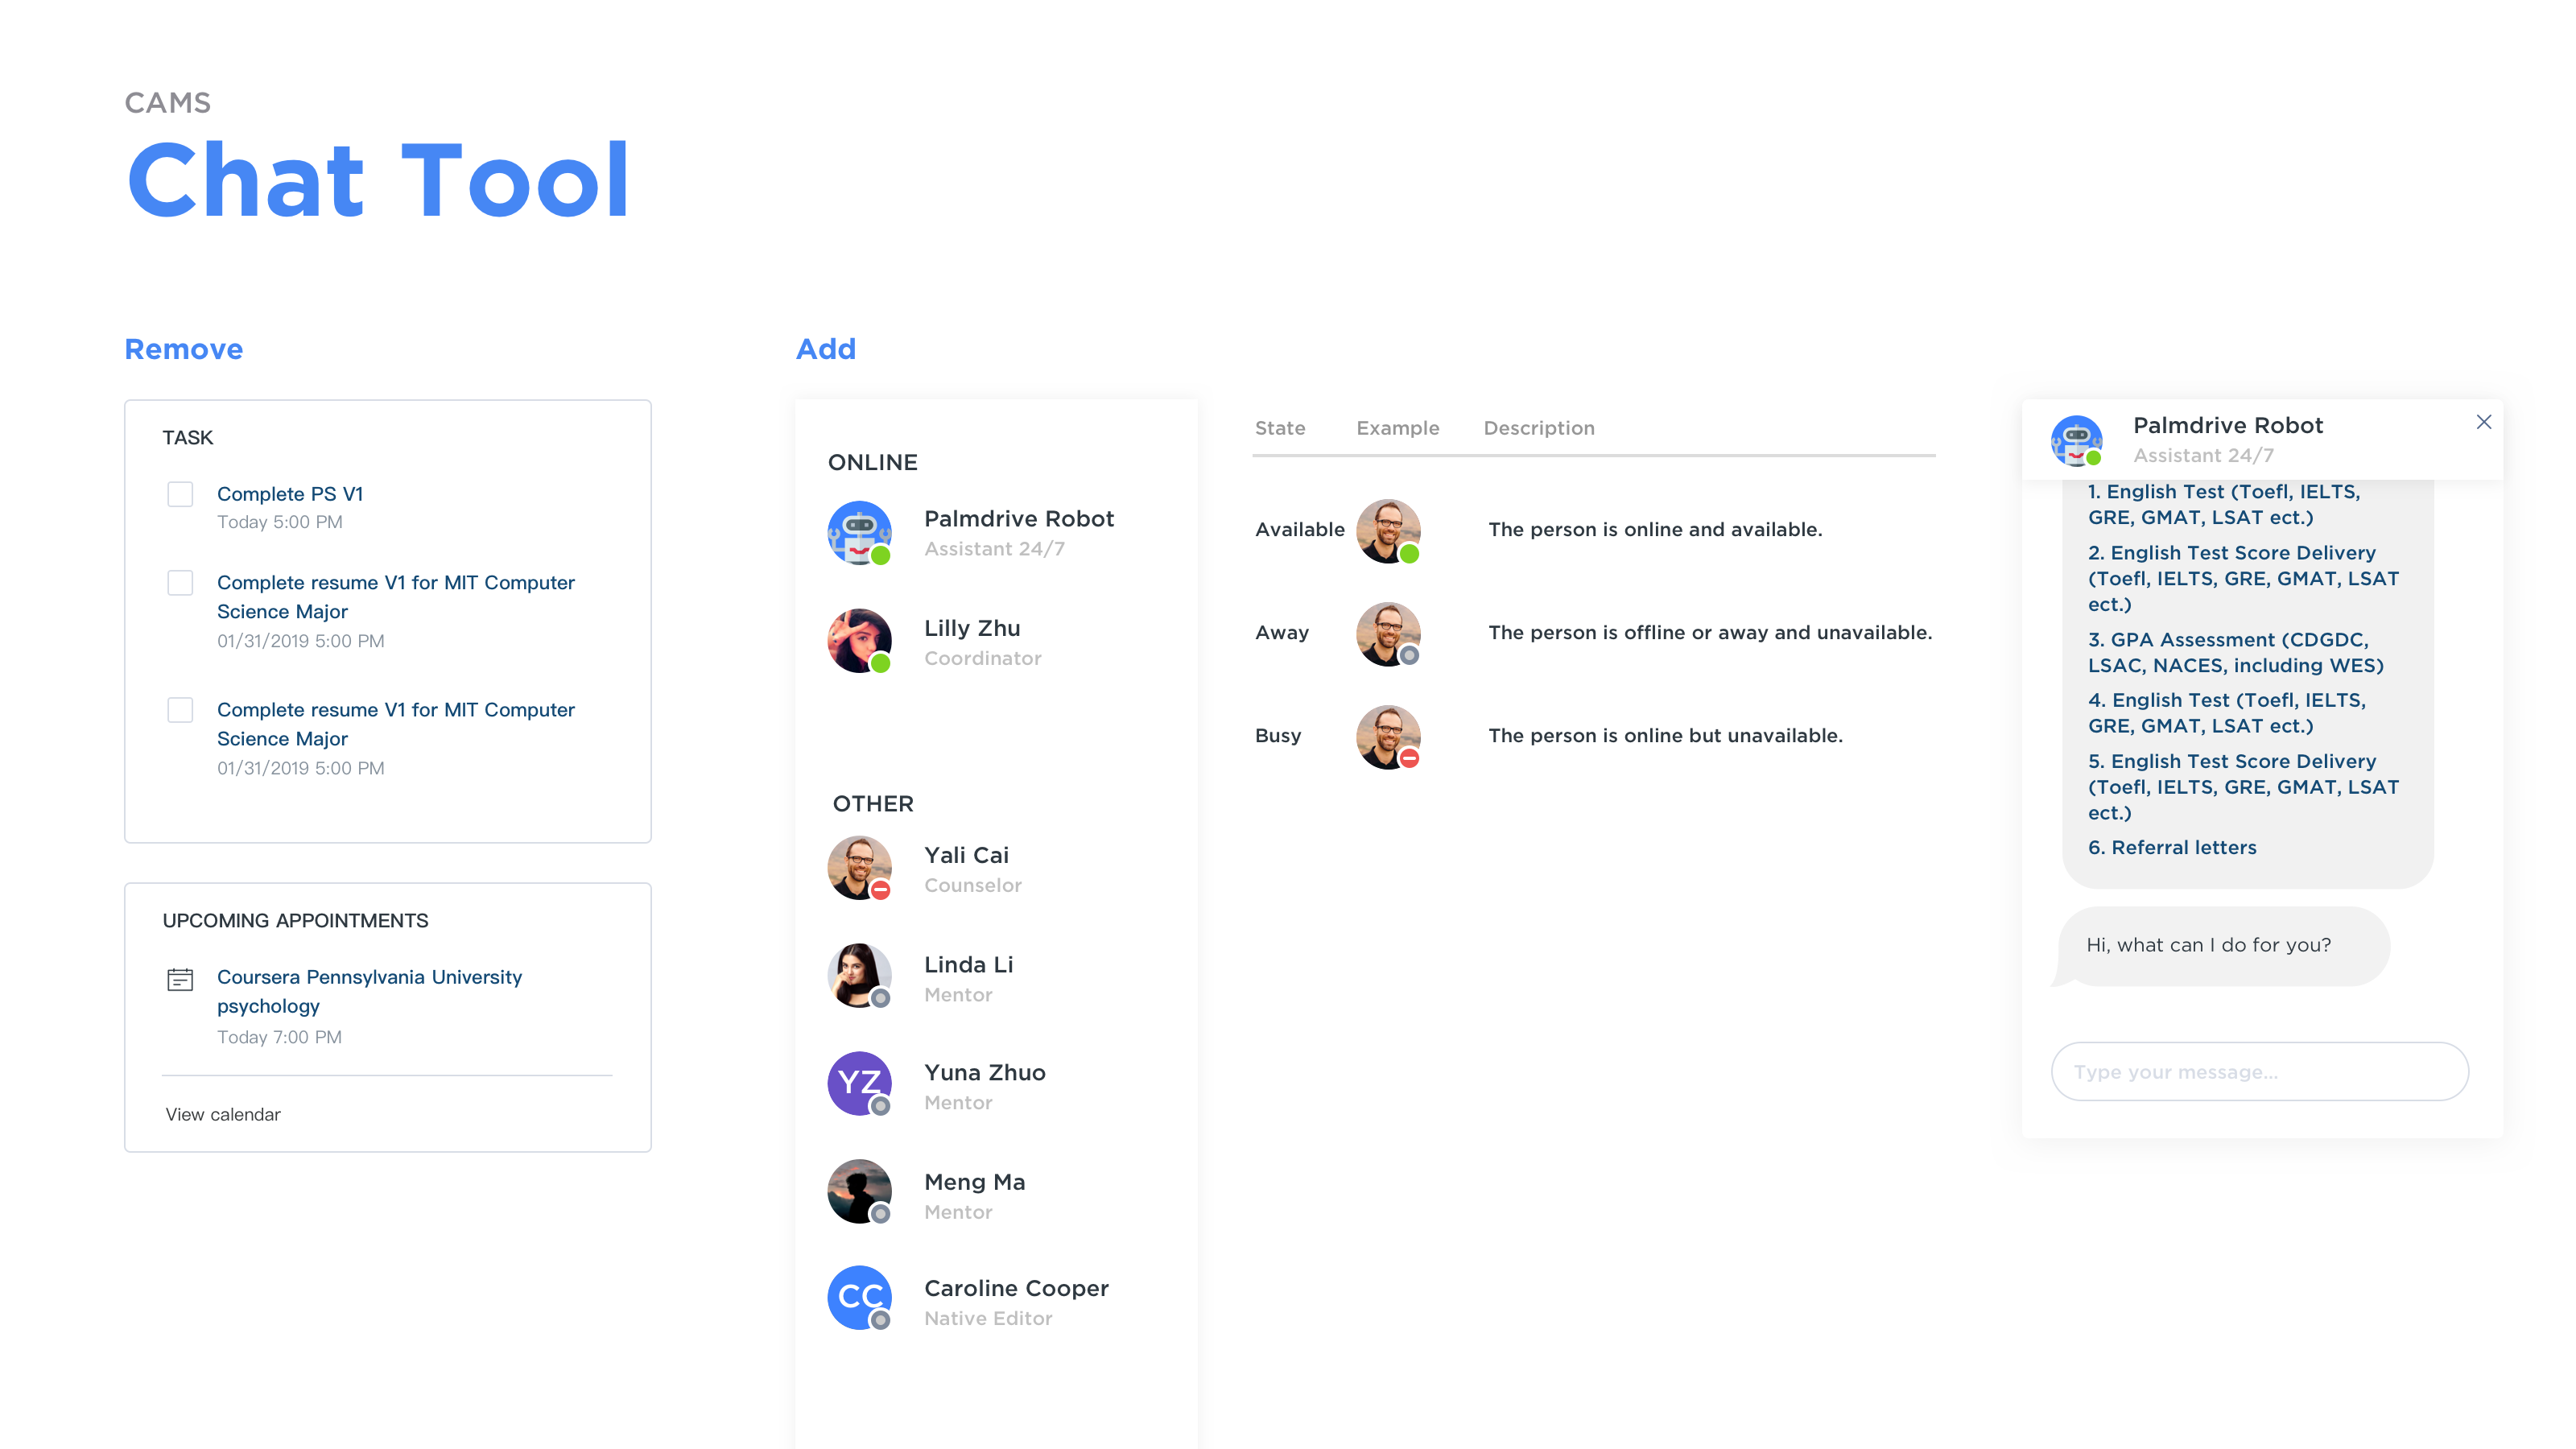 CAMS
Chat Tool
Remove
TASK
Complete PS V1
Today 5:00 PM
Complete resume V1 for MIT Computer
Science Major
01/31/2019 5:00 PM
Complete resume V1 for MIT Computer
Science Major
01/31/2019 5:00 PM
UPCOMING APPOINTMENTS
Coursera Pennsylvania University
psychology
Today 7:00 PM
View calendar
Add
ONLINE
Palmdrive Robot
Assistant 24/7
Lilly Zhu
Coordinator
OTHER
Yali Cai
Counselor
Linda Li
Mentor
YZ
Yuna Zhuo
Mentor
Meng Ma
Mentor
CC
Caroline Cooper
Native Editor
State Example Description
Available The person is online and available.
Away The person is offline or away and unavailable.
Busy The person is online but unavailable.
Palmdrive Robot
Assistant 24/7
1. English Test (Toefl, IELTS,
GRE, GMAT, LSAT ect.)
2. English Test Score Delivery
(Toefl, IELTS, GRE, GMAT, LSAT
ect.)
3. GPA Assessment (CDGDC,
LSAC, NACES, including WES)
4. English Test (Toefl, IELTS,
GRE, GMAT, LSAT ect.)
5. English Test Score Delivery
(Toefl, IELTS, GRE, GMAT, LSAT
ect.)
6. Referral letters
Hi, what can I do for you?
Type your message...